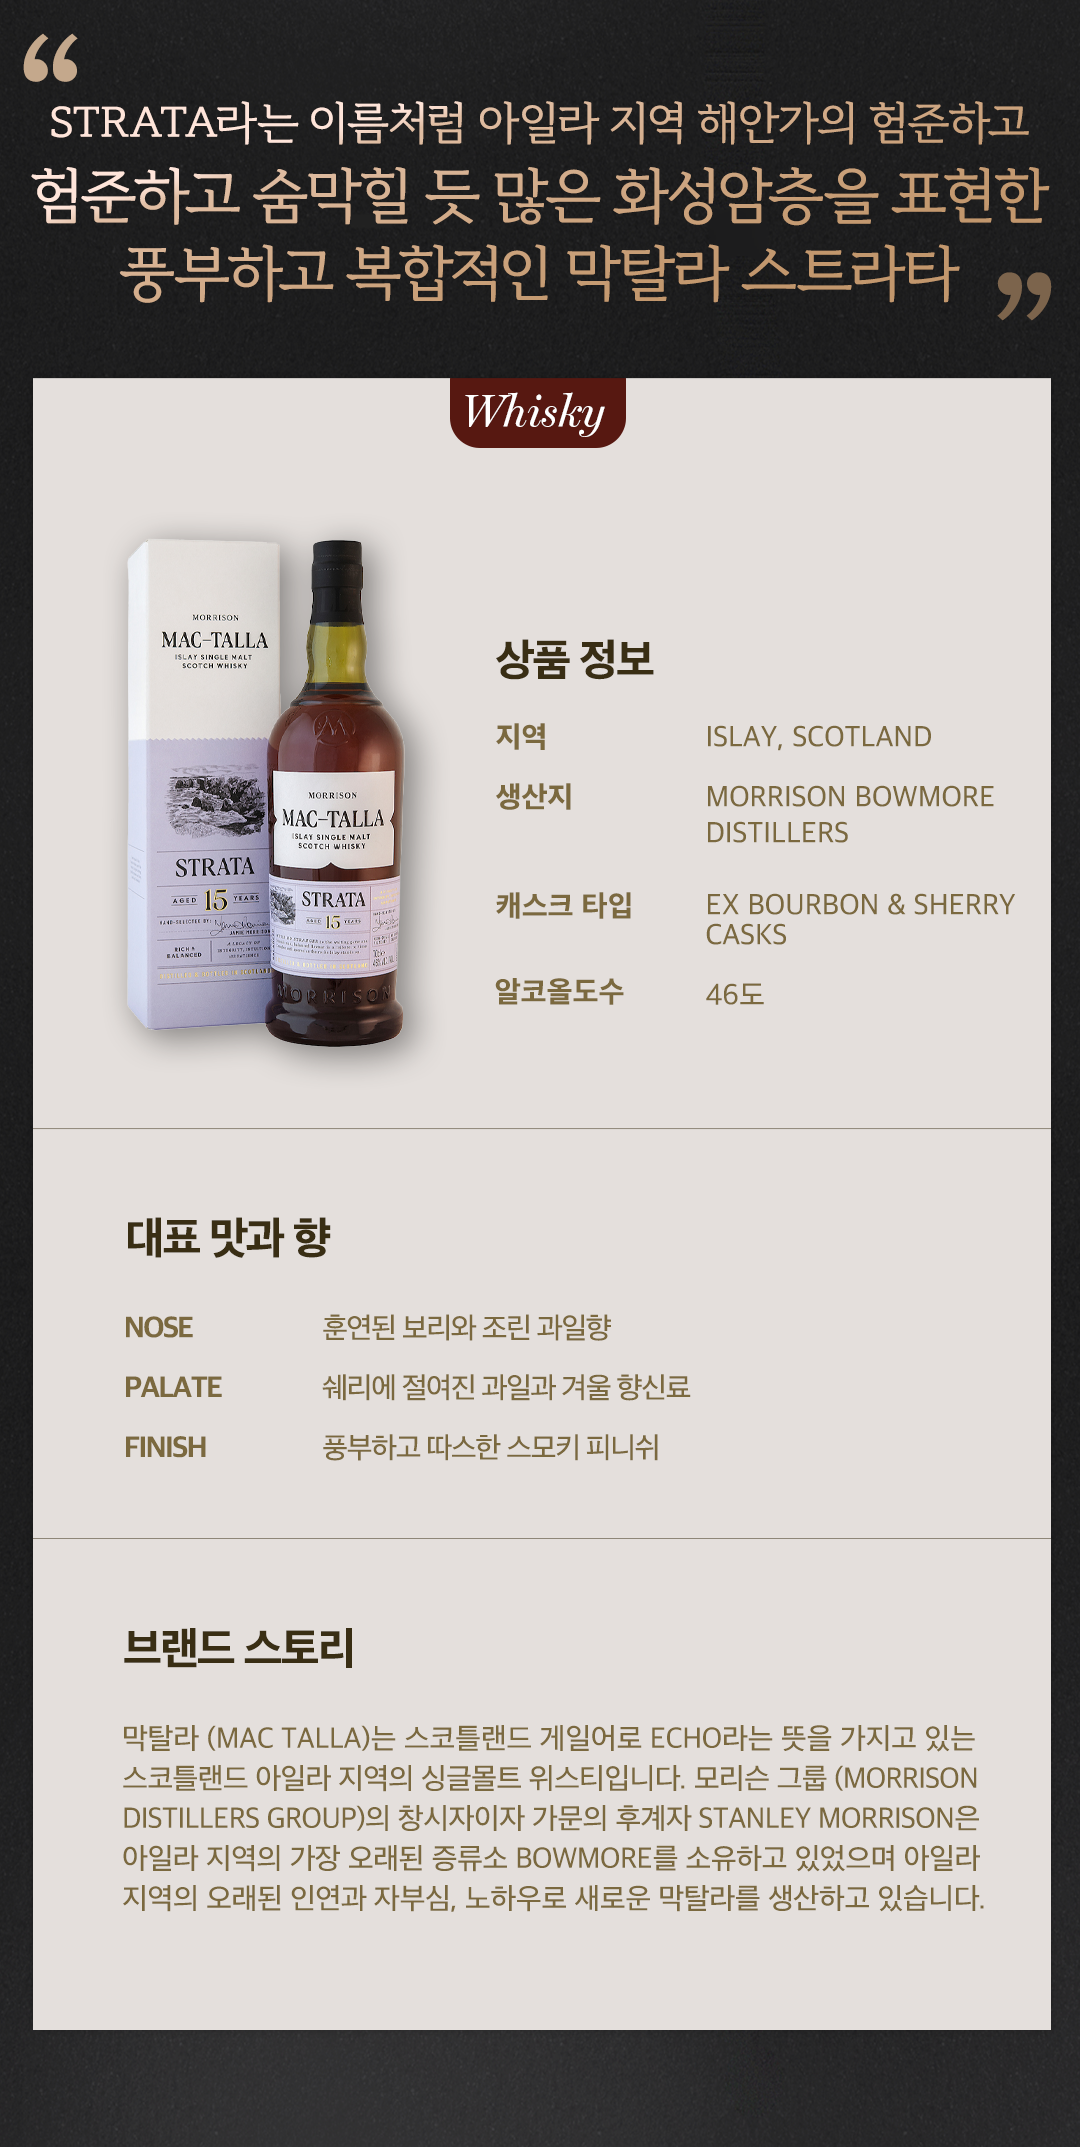 “
STRATA라는 이름처럼 아일라 지역 해안가의 험준하고
험준하고 숨막힐 듯 많은 화성암층을 표현한
풍부하고 복합적인 막탈라 스트라타 ”
Whisky
MORRISON
MAC-TALLA
ISLAY SINGLE MALT
SCOTCH WHISKY
STRATA
AGED 15 YEARS
HAND-SELECTED BY:
RICH &
BALANCED
A LEGACY OF
MORRISON
MAC-TALLA
ISLAY SINGLE MALT
SCOTCH WHISKY
STRATA
AGED 15 YEARS
MORRISON
상품 정보
지역 ISLAY, SCOTLAND
생산지 MORRISON BOWMORE
DISTILLERS
캐스크 타입 EX BOURBON & SHERRY
CASKS
알코올도수 46도
대표 맛과 향
NOSE 훈연된 보리와 조린 과일향
PALATE 쉐리에 절여진 과일과 겨울 향신료
FINISH 풍부하고 따스한 스모키 피니쉬
브랜드 스토리
막탈라 (MAC TALLA)는 스코틀랜드 게일어로 ECHO라는 뜻을 가지고 있는
스코틀랜드 아일라 지역의 싱글몰트 위스티입니다. 모리슨 그룹 (MORRISON
DISTILLERS GROUP)의 창시자이자 가문의 후계자 STANLEY MORRISON은
아일라 지역의 가장 오래된 증류소 BOWMORE를 소유하고 있었으며 아일라
지역의 오래된 인연과 자부심, 노하우로 새로운 막탈라를 생산하고 있습니다.